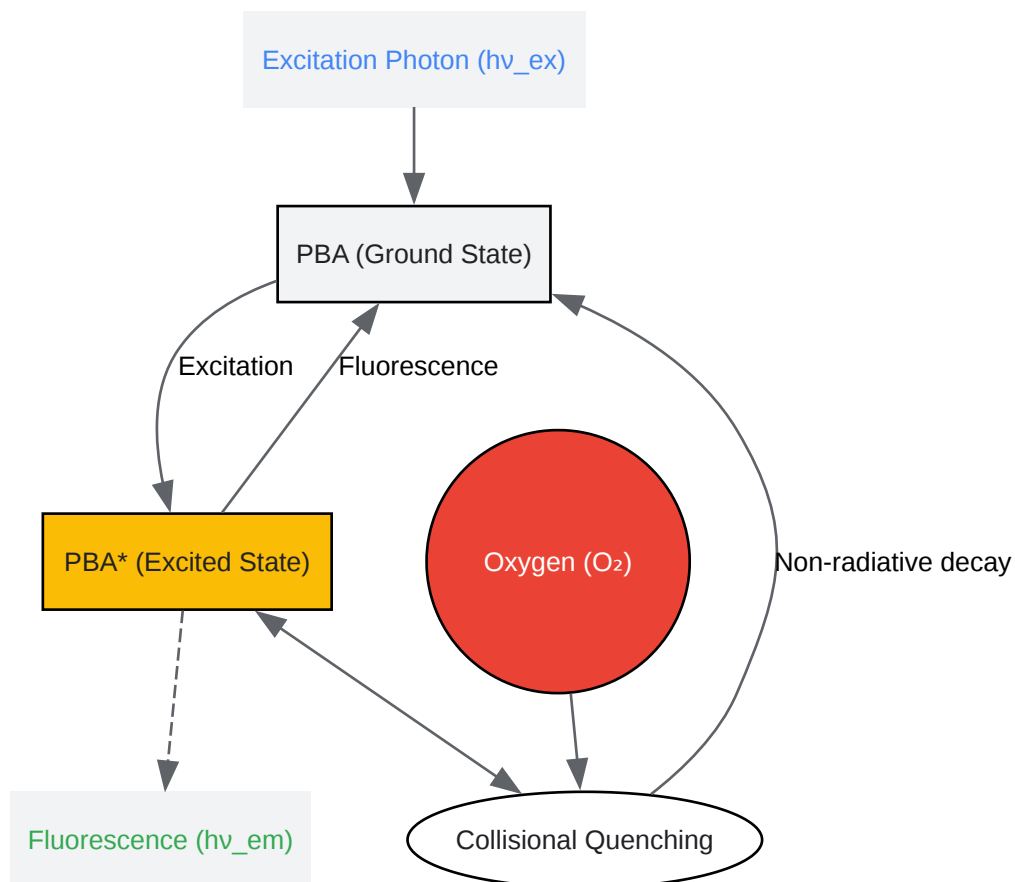 Excitation Photon (hν_ex)
PBA (Ground State)
Excitation
Fluorescence
PBA* (Excited State)
Oxygen (O₂)
Non-radiative decay
Fluorescence (hν_em)
Collisional Quenching